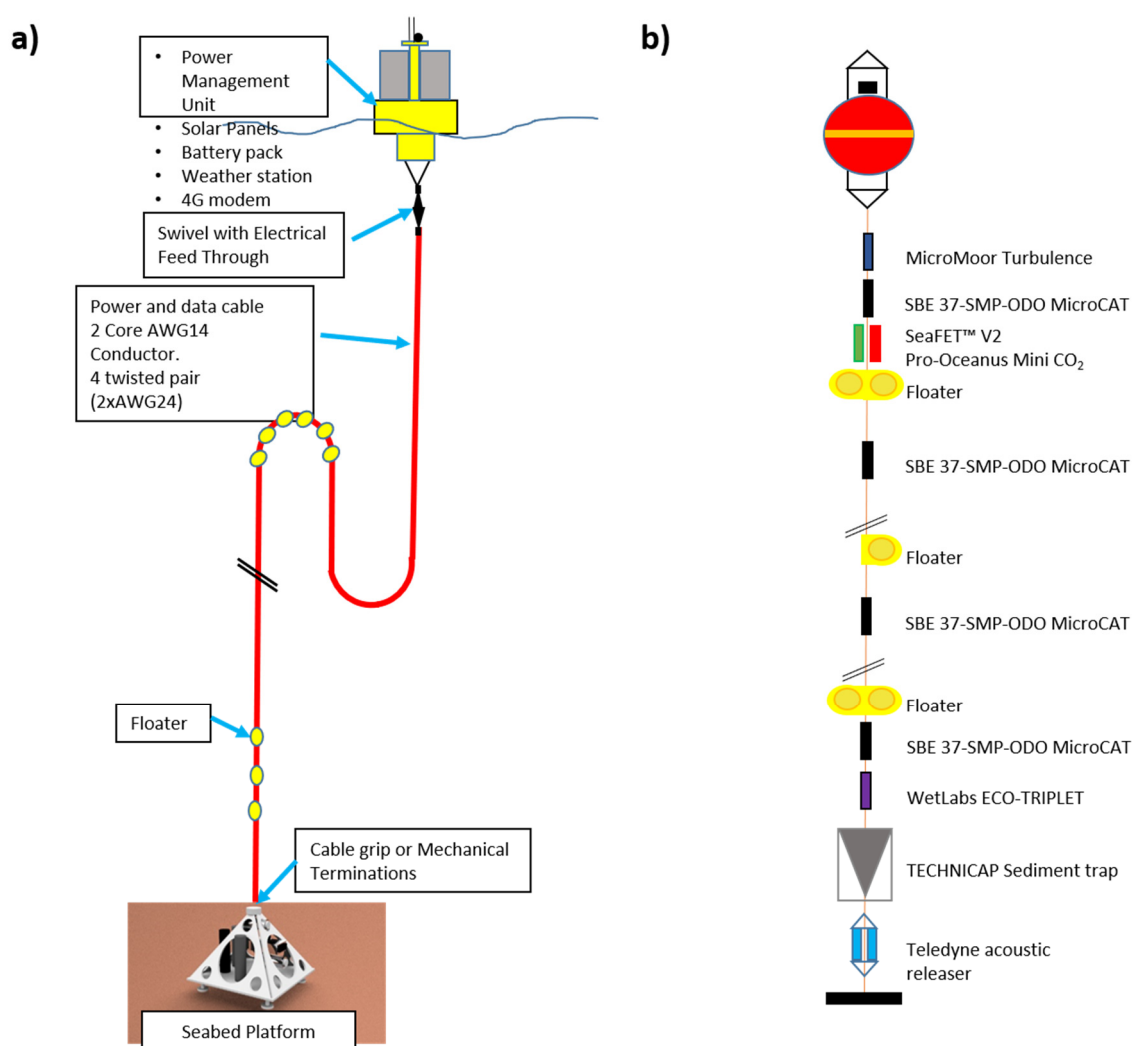 a)
• Power
Management
Unit
• Solar Panels
• Battery pack
• Weather station
• 4G modem
Swivel with Electrical
Feed Through
Power and data cable
2 Core AWG14
Conductor.
4 twisted pair
(2xAWG24)
Floater
Cable grip or Mechanical
Terminations
Seabed Platform
b)
MicroMoor Turbulence
SBE 37-SMP-ODO MicroCAT
SeaFET™ V2
Pro-Oceanus Mini CO₂
Floater
SBE 37-SMP-ODO MicroCAT
Floater
SBE 37-SMP-ODO MicroCAT
Floater
SBE 37-SMP-ODO MicroCAT
WetLabs ECO-TRIPLET
TECHNICAP Sediment trap
Teledyne acoustic
releaser